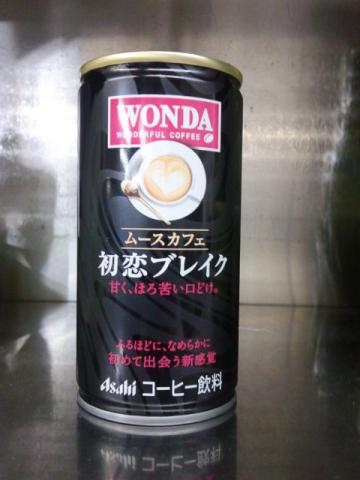 WONDA
WONDERFUL COFFEE
ムースカフェ
初恋ブレイク
甘く、ほろ苦い口どけ。
ふるほどに、なめらかに
初めて出会う新感覚
Asahi コーヒー飲料